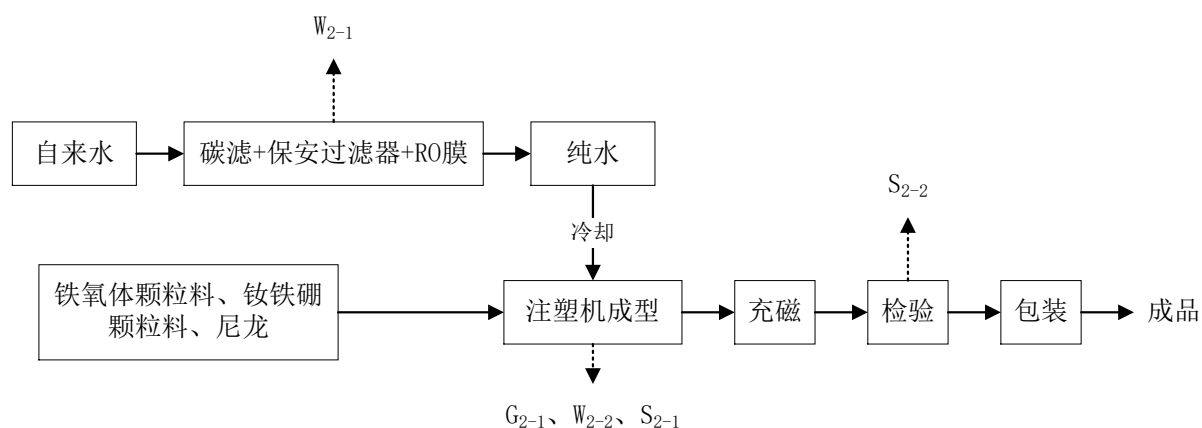 W2-1
自来水
碳滤+保安过滤器+RO膜
纯水
S2-2
冷却
铁氧体颗粒料、钕铁硼
颗粒料、尼龙
注塑机成型
充磁
检验
包装
成品
G2-1、W2-2、S2-1